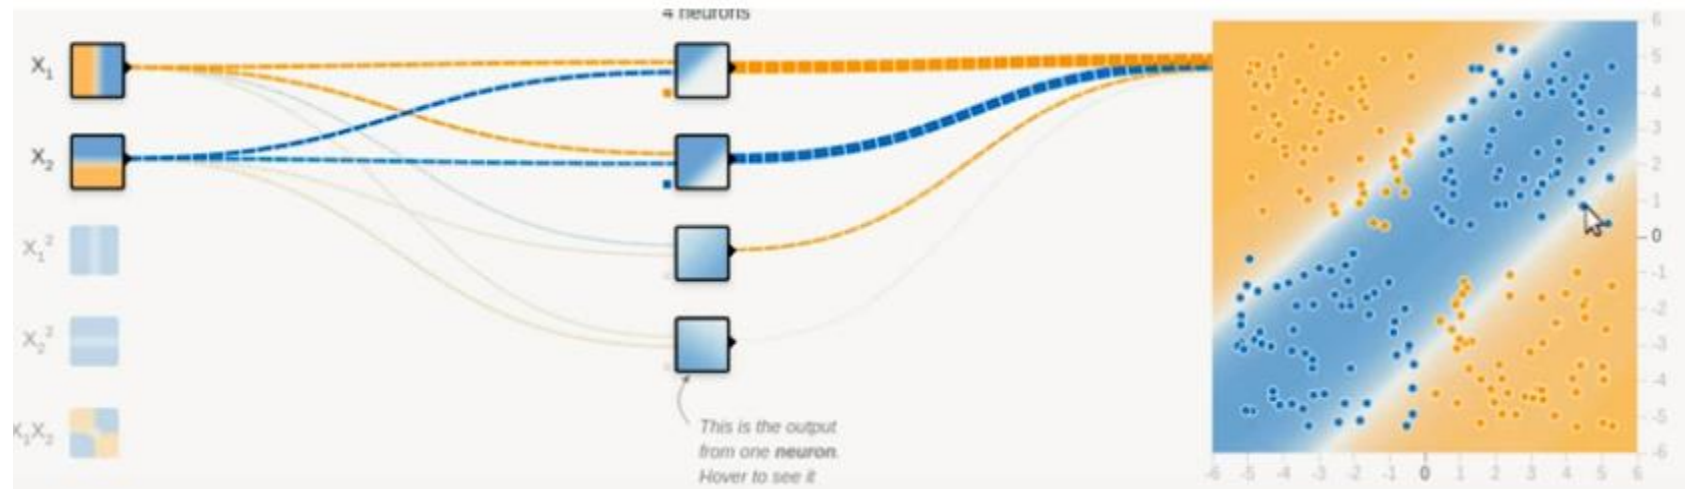 4 neurons
X₁
X₂
X₁²
X₂²
X₁X₂
This is the output
from one neuron.
Hover to see it
6
5
4
3
2
1
0
-1
-2
-3
-4
-5
-6
-6 -5 -4 -3 -2 -1 0 1 2 3 4 5 6